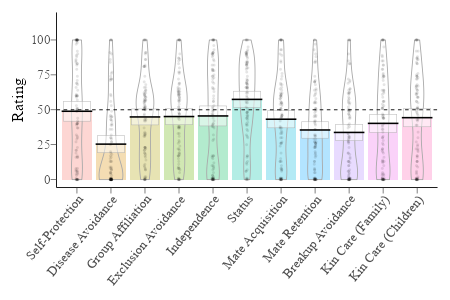 100
75
50
25
0
Rating
Self-Protection
Disease Avoidance
Group Affiliation
Exclusion Avoidance
Independence
Status
Mate Acquisition
Mate Retention
Breakup Avoidance
Kin Care (Family)
Kin Care (Children)